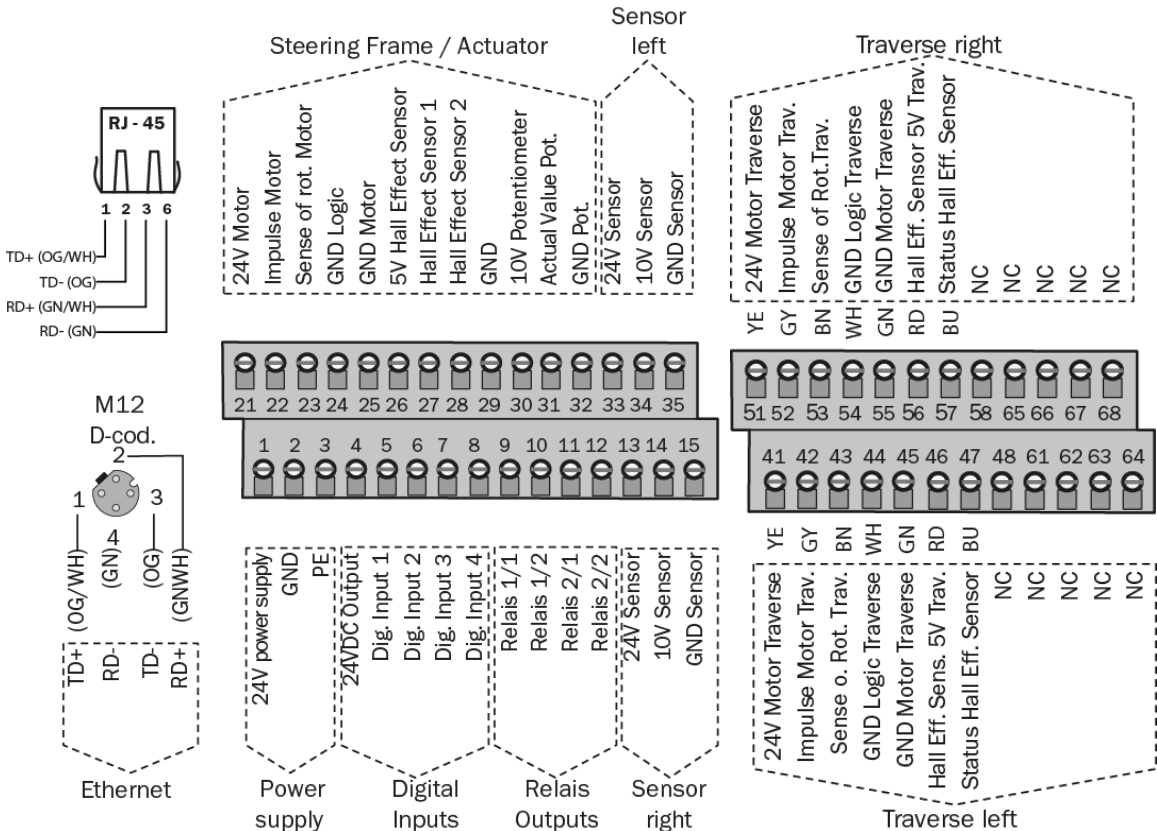 Steering Frame / Actuator
Sensor
left
Traverse right
RJ - 45
1 2 3 6
TD+ (OG/WH)
TD- (OG)
RD+ (GN/WH)
RD- (GN)
24V Motor
Impulse Motor
Sense of rot. Motor
GND Logic
GND Motor
5V Hall Effect Sensor
Hall Effect Sensor 1
Hall Effect Sensor 2
GND
10V Potentiometer
Actual Value Pot.
GND Pot.
24V Sensor
10V Sensor
GND Sensor
YE 24V Motor Traverse
GY Impulse Motor Trav.
BN Sense of Rot.Trav.
WH GND Logic Traverse
GN GND Motor Traverse
RD Hall Eff. Sensor 5V Trav.
BU Status Hall Eff. Sensor
NC
NC
NC
NC
NC
21 22 23 24 25 26 27 28 29 30 31 32 33 34 35
1 2 3 4 5 6 7 8 9 10 11 12 13 14 15
51 52 53 54 55 56 57 58 65 66 67 68
41 42 43 44 45 46 47 48 61 62 63 64
M12
D-cod.
2
1
3
4
(OG/WH)
(GN)
(OG)
(GNWH)
TD+
RD-
TD-
RD+
Ethernet
24V power supply
GND
PE
24VDC Output
Dig. Input 1
Dig. Input 2
Dig. Input 3
Dig. Input 4
Relais 1/1
Relais 1/2
Relais 2/1
Relais 2/2
24V Sensor
10V Sensor
GND Sensor
Power
supply
Digital
Inputs
Relais
Outputs
Sensor
right
YE
GY
BN
WH
GN
RD
BU
24V Motor Traverse
Impulse Motor Trav.
Sense o. Rot. Trav.
GND Logic Traverse
GND Motor Traverse
Hall Eff. Sens. 5V Trav.
Status Hall Eff. Sensor
NC
NC
NC
NC
NC
Traverse left